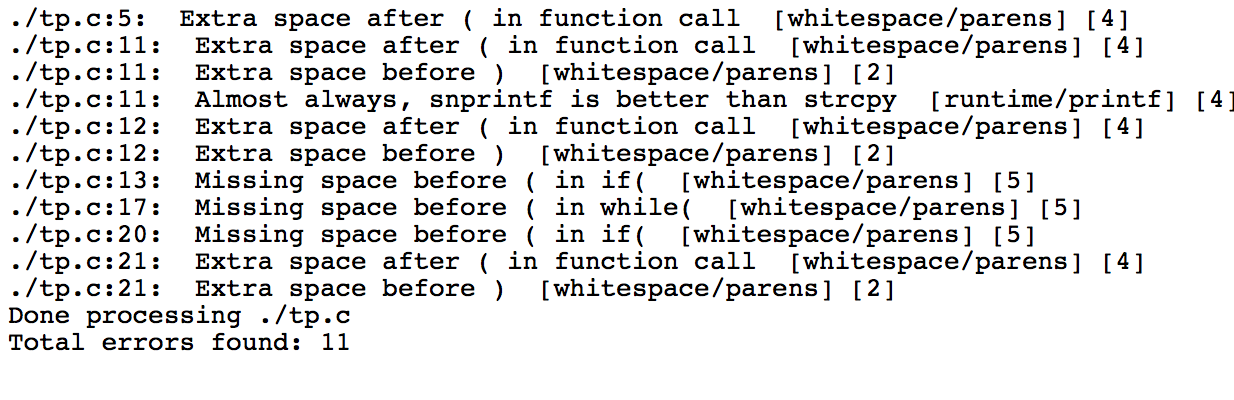 ./tp.c:5:  Extra space after ( in function call  [whitespace/parens] [4]
./tp.c:11:  Extra space after ( in function call  [whitespace/parens] [4]
./tp.c:11:  Extra space before )  [whitespace/parens] [2]
./tp.c:11:  Almost always, snprintf is better than strcpy  [runtime/printf] [4]
./tp.c:12:  Extra space after ( in function call  [whitespace/parens] [4]
./tp.c:12:  Extra space before )  [whitespace/parens] [2]
./tp.c:13:  Missing space before ( in if(  [whitespace/parens] [5]
./tp.c:17:  Missing space before ( in while(  [whitespace/parens] [5]
./tp.c:20:  Missing space before ( in if(  [whitespace/parens] [5]
./tp.c:21:  Extra space after ( in function call  [whitespace/parens] [4]
./tp.c:21:  Extra space before )  [whitespace/parens] [2]
Done processing ./tp.c
Total errors found: 11